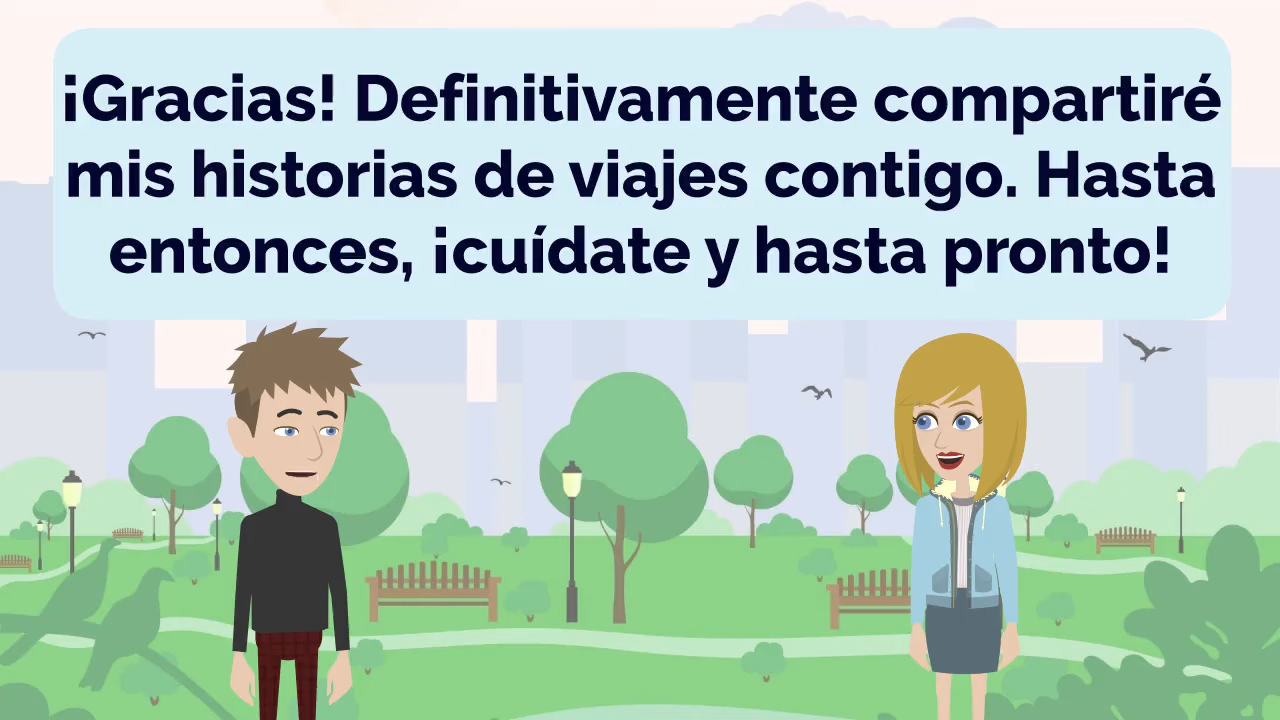 ¡Gracias! Definitivamente compartiré
mis historias de viajes contigo. Hasta
entonces, ¡cuídate y hasta pronto!